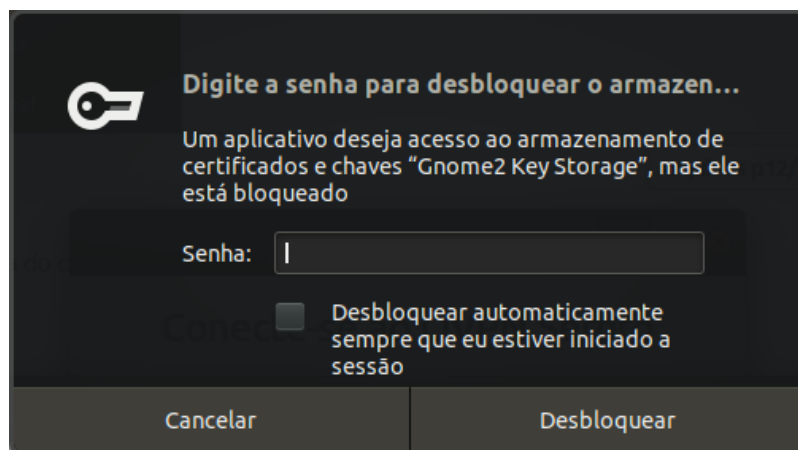 Digite a senha para desbloquear o armazen...
Um aplicativo deseja acesso ao armazenamento de
certificados e chaves “Gnome2 Key Storage”, mas ele
está bloqueado
Senha:
Desbloquear automaticamente
sempre que eu estiver iniciado a
sessão
Cancelar
Desbloquear